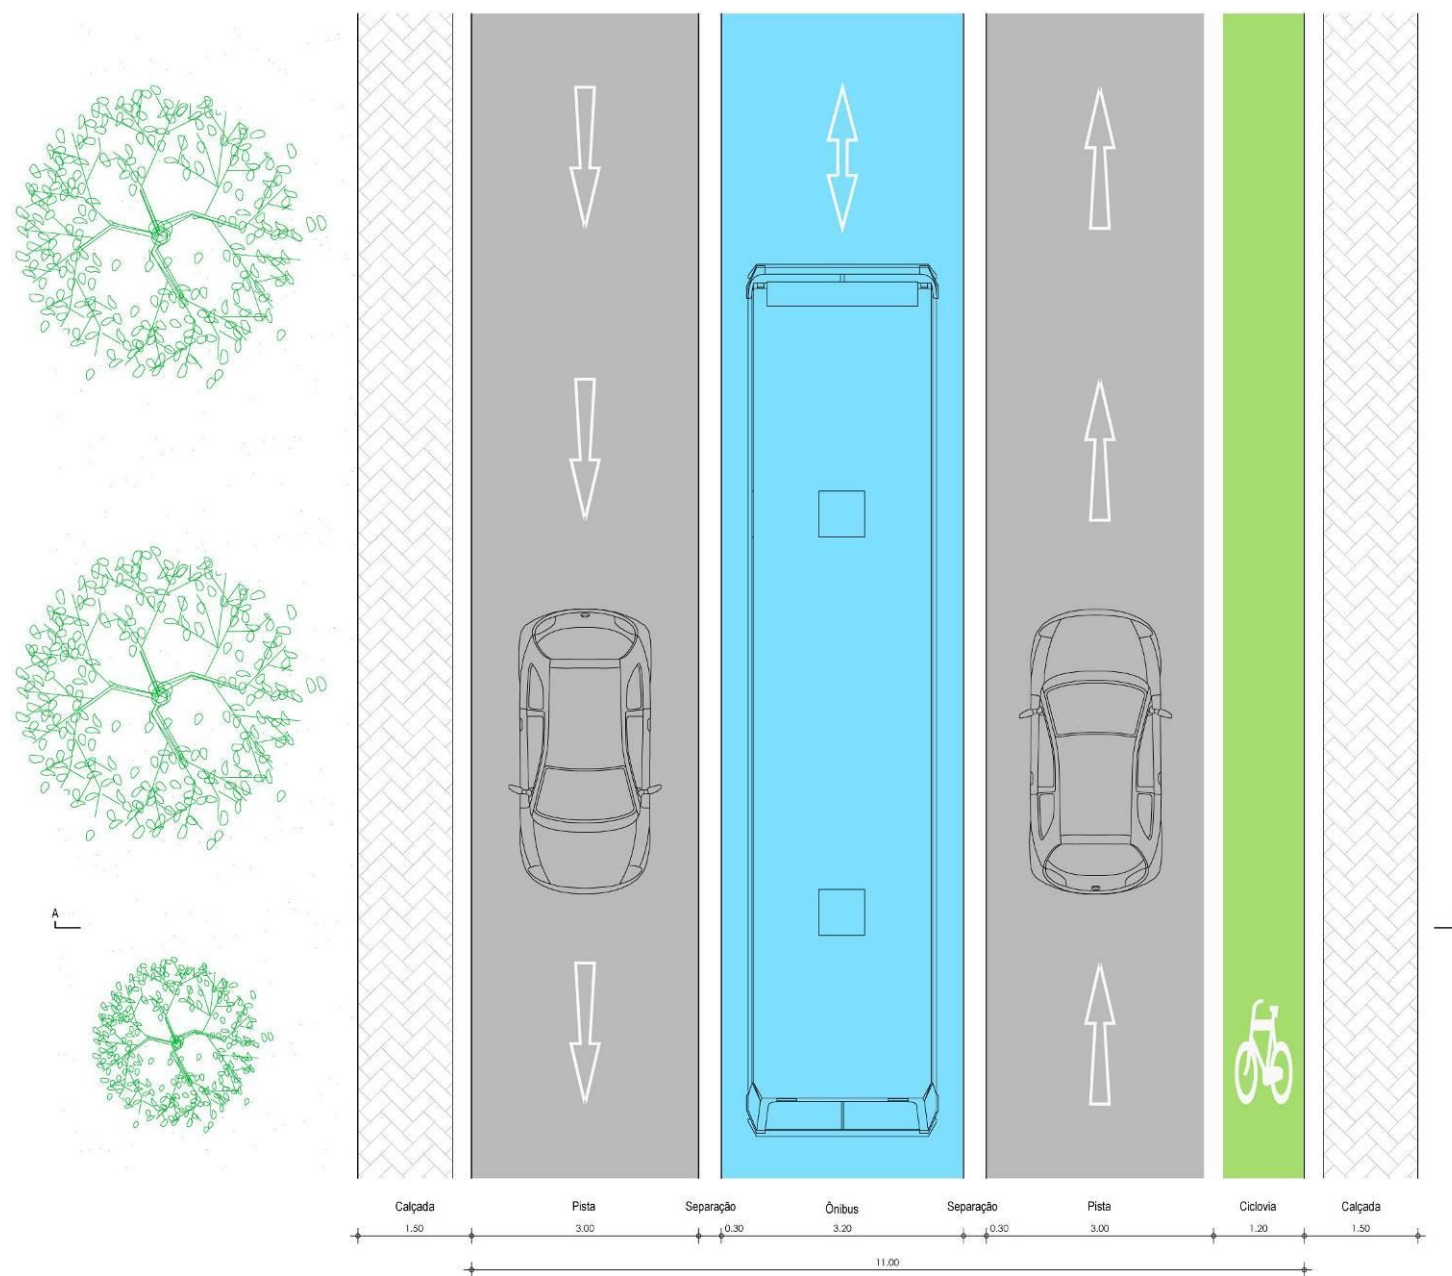 A
Calçada Pista Separação Ônibus Separação Pista Ciclovia Calçada
1.50 3.00 0.30 3.20 0.30 3.00 1.20 1.50
11.00